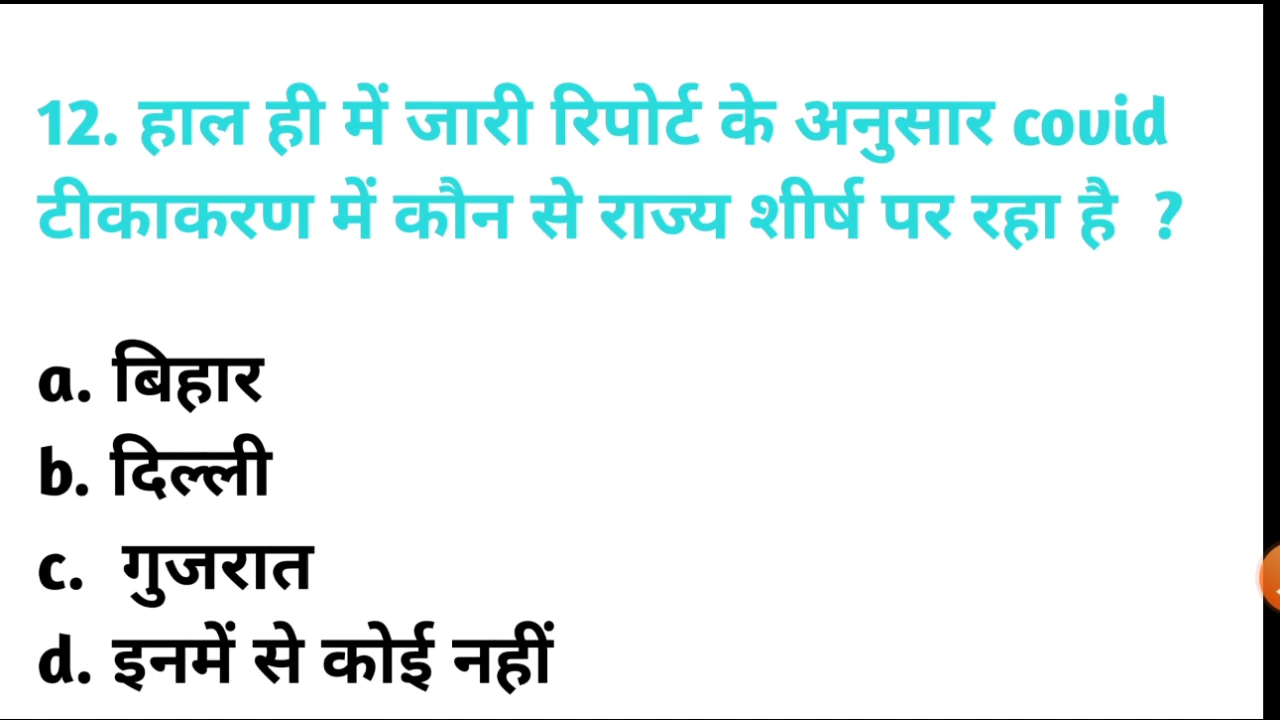 12. हाल ही में जारी रिपोर्ट के अनुसार covid
टीकाकरण में कौन से राज्य शीर्ष पर रहा है ?
a. बिहार
b. दिल्ली
c. गुजरात
d. इनमें से कोई नहीं